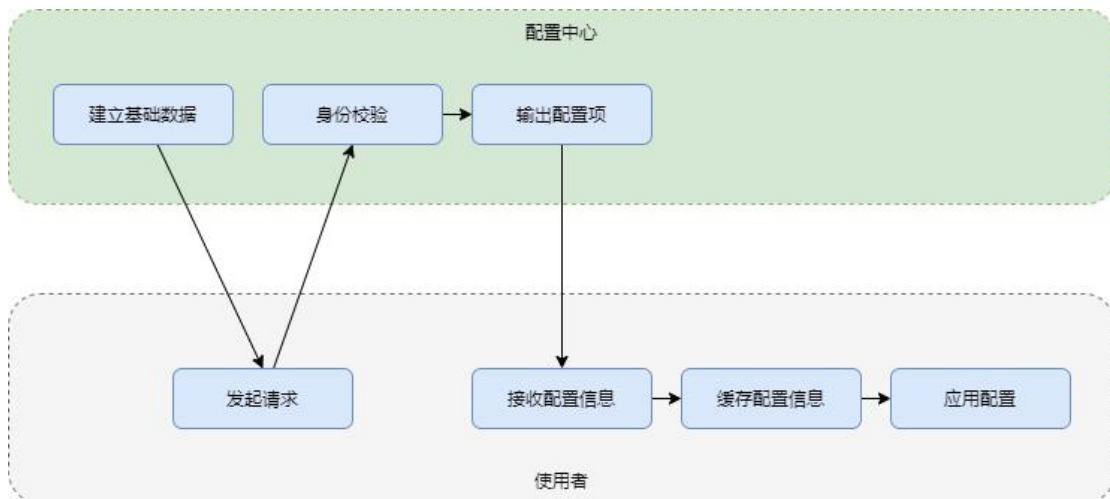 配置中心
建立基础数据
身份校验
输出配置项
发起请求
接收配置信息
缓存配置信息
应用配置
使用者